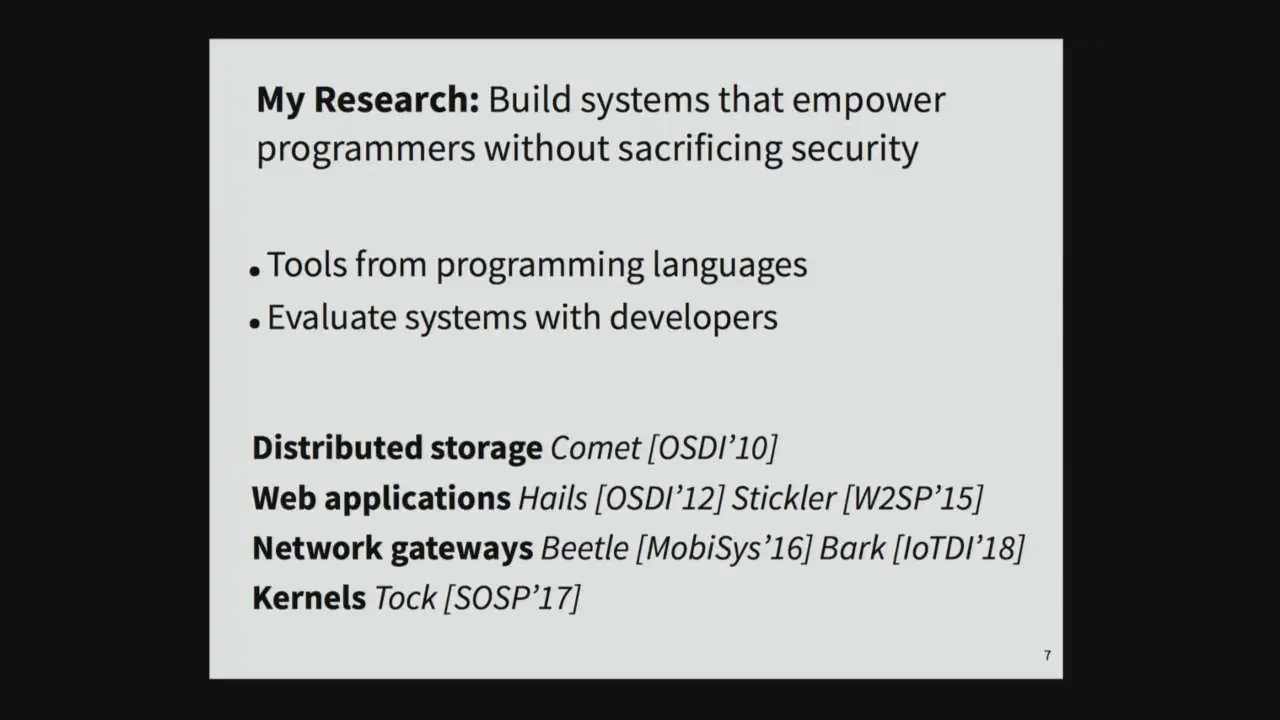 My Research: Build systems that empower
programmers without sacrificing security
• Tools from programming languages
• Evaluate systems with developers
Distributed storage Comet [OSDI’10]
Web applications Hails [OSDI’12] Stickler [W2SP’15]
Network gateways Beetle [MobiSys’16] Bark [IoTDI’18]
Kernels Tock [SOSP’17]
7